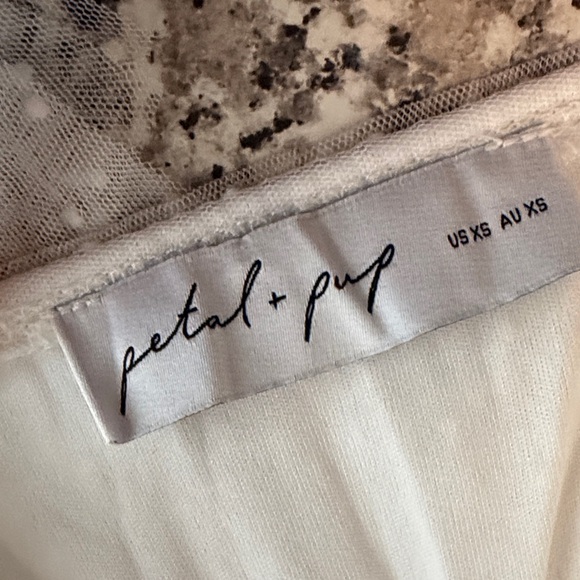 petal + pup
US XS AU XS